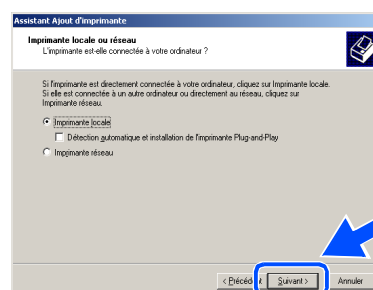 Assistant Ajout d'imprimante
Imprimante locale ou réseau
L'imprimante est-elle connectée à votre ordinateur ?
Si l'imprimante est directement connectée à votre ordinateur, cliquez sur Imprimante locale.
Si elle est connectée à un autre ordinateur ou directement au réseau, cliquez sur
Imprimante réseau.
Imprimante locale
Détection automatique et installation de l'imprimante Plug-and-Play
Imprimante réseau
< Précédent Suivant > Annuler